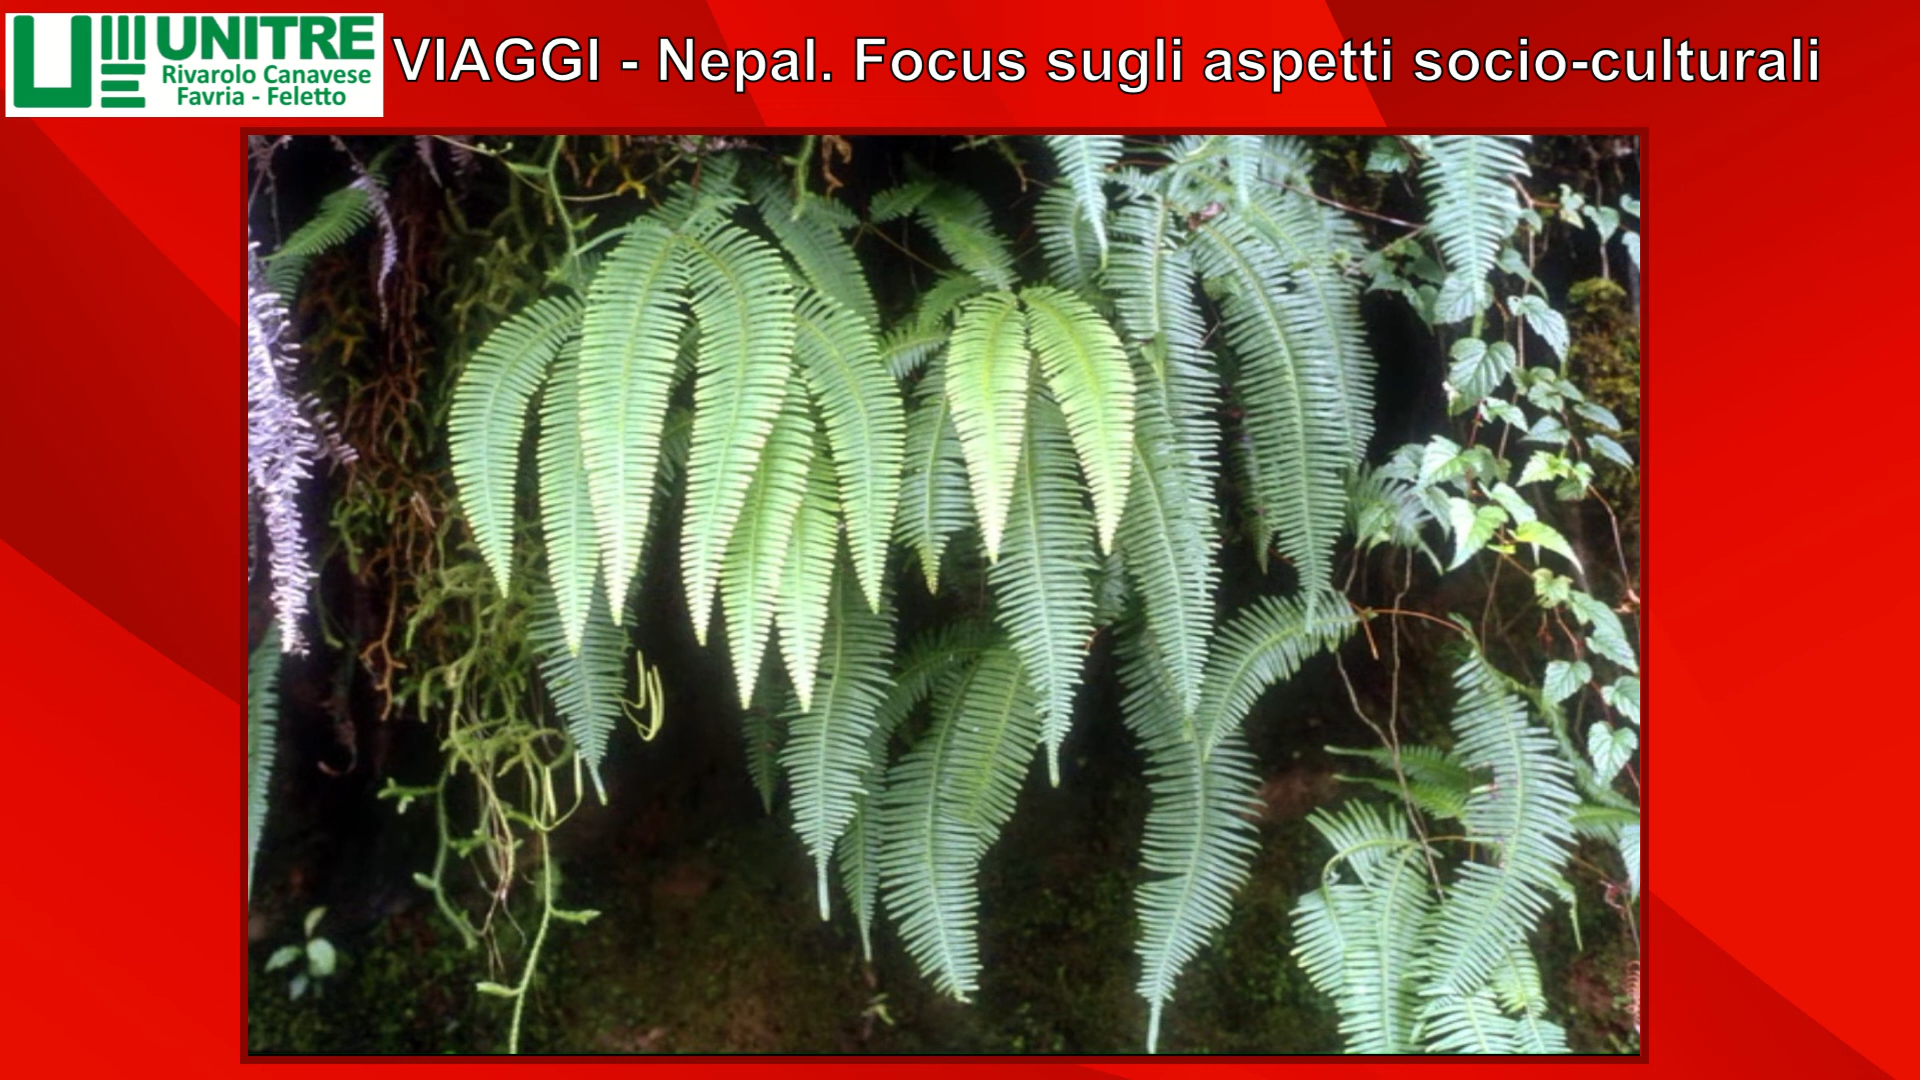 UNITRE
Rivarolo Canavese
Favria - Feletto
VIAGGI - Nepal. Focus sugli aspetti socio-culturali